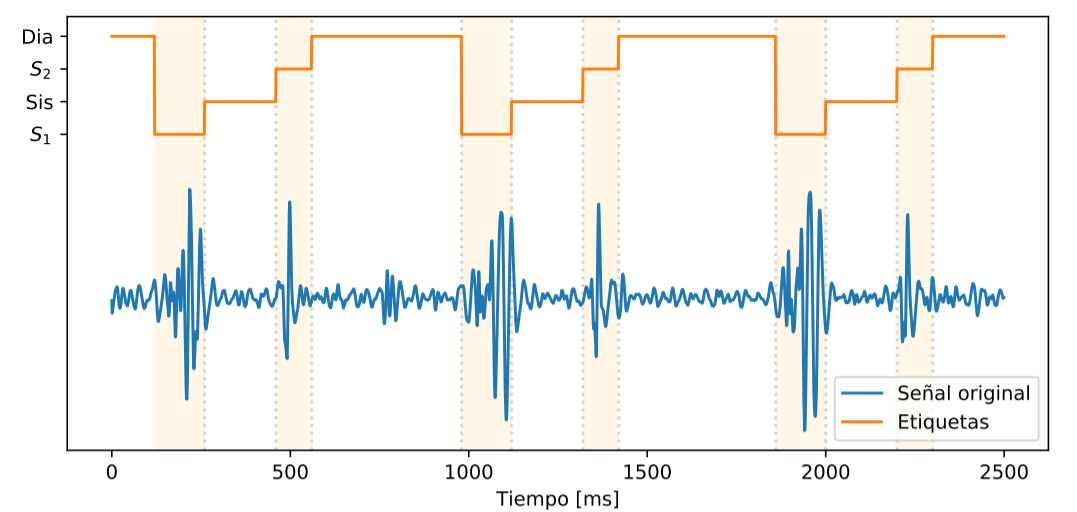 Dia
S₂
Sis
S₁
Señal original
Etiquetas
0 500 1000 1500 2000 2500
Tiempo [ms]